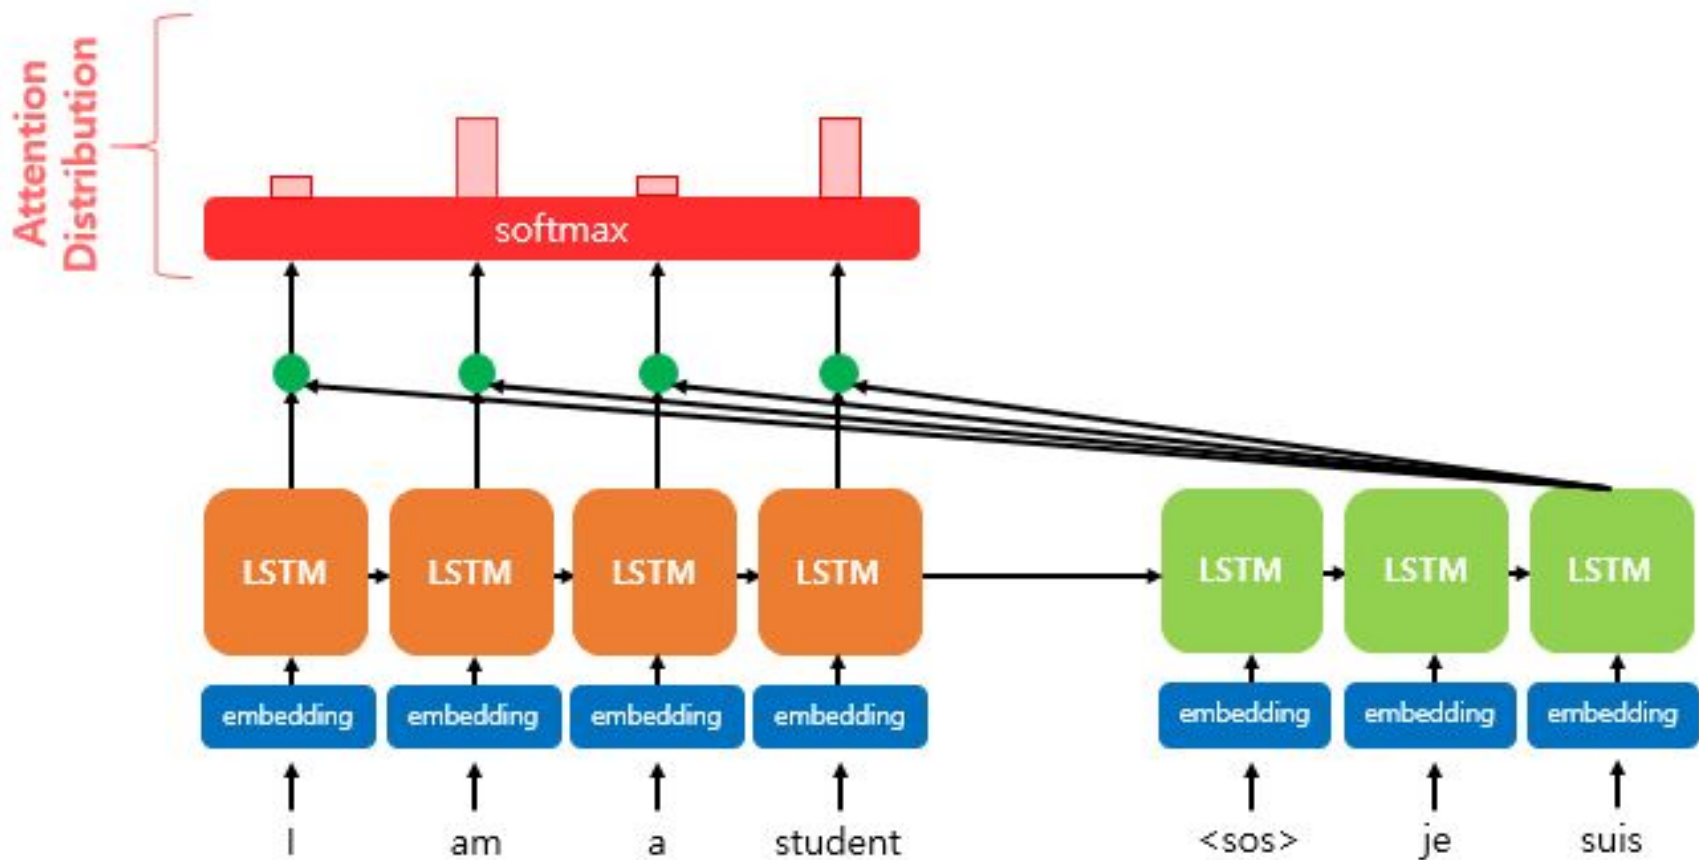 Attention
Distribution
softmax
LSTM LSTM LSTM LSTM LSTM LSTM LSTM
embedding embedding embedding embedding embedding embedding embedding
I am a student <sos> je suis